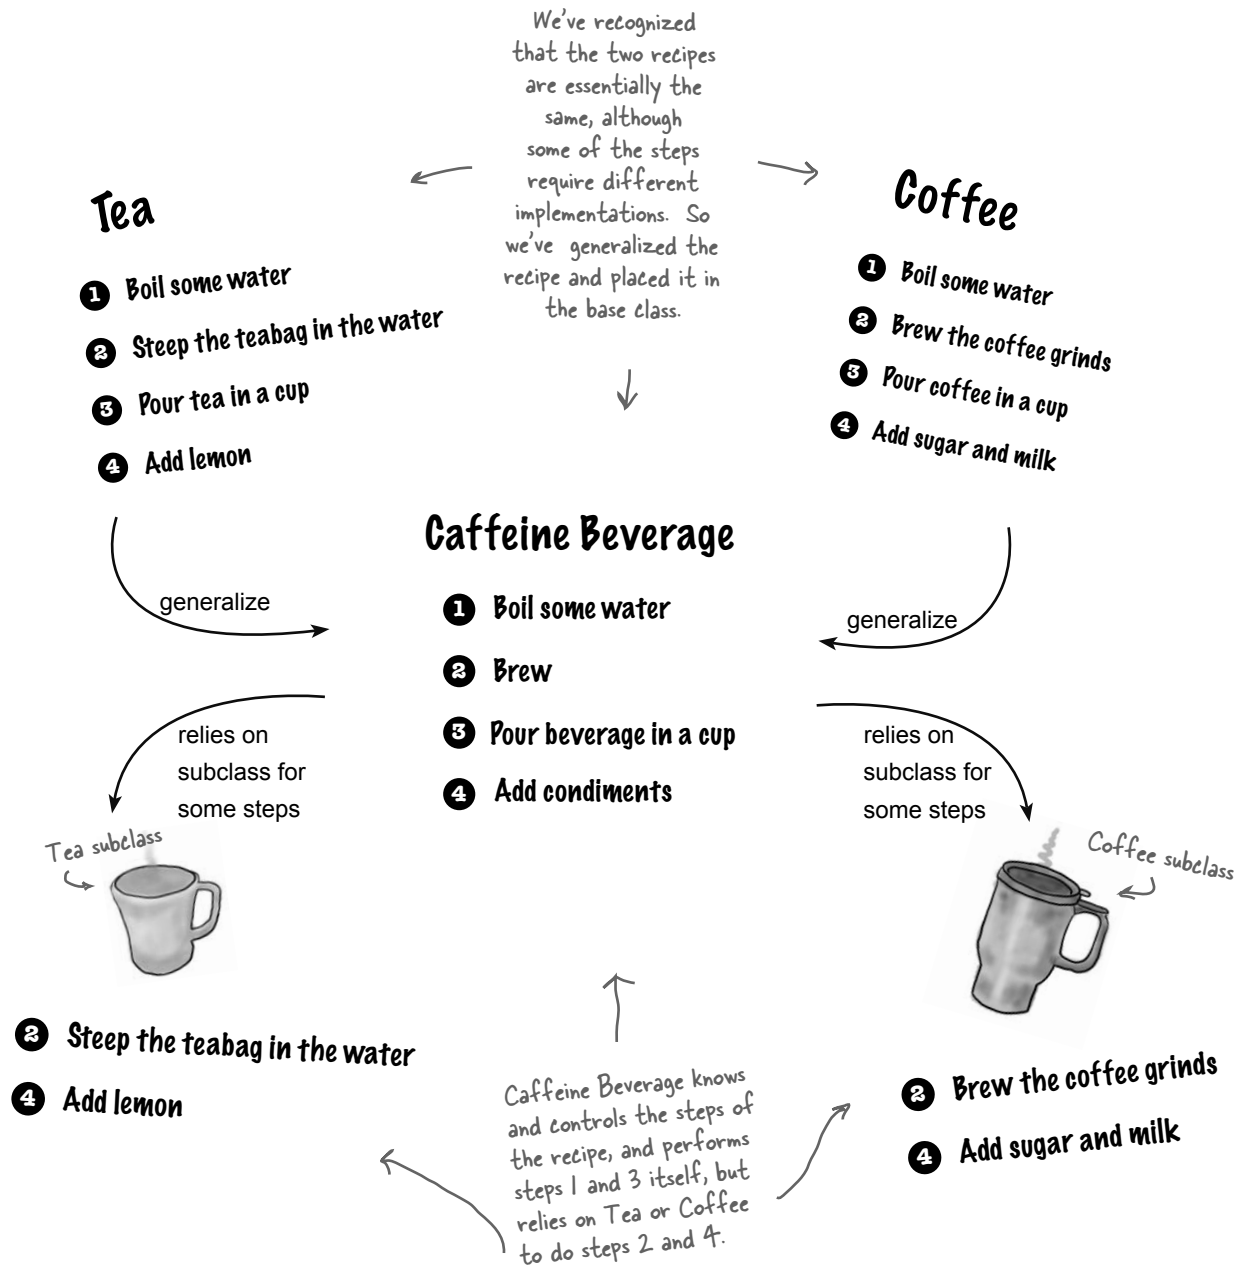 We've recognized
that the two recipes
are essentially the
same, although
some of the steps
require different
implementations.  So
we've  generalized the
recipe and placed it in
the base class.
Tea
1 Boil some water
2 Steep the teabag in the water
3 Pour tea in a cup
4 Add lemon
Coffee
1 Boil some water
2 Brew the coffee grinds
3 Pour coffee in a cup
4 Add sugar and milk
Caffeine Beverage
1 Boil some water
2 Brew
3 Pour beverage in a cup
4 Add condiments
generalize
generalize
relies on
subclass for
some steps
relies on
subclass for
some steps
Tea subclass
Coffee subclass
2 Steep the teabag in the water
4 Add lemon
Caffeine Beverage knows
and controls the steps of
the recipe, and performs
steps 1 and 3 itself, but
relies on Tea or Coffee
to do steps 2 and 4.
2 Brew the coffee grinds
4 Add sugar and milk